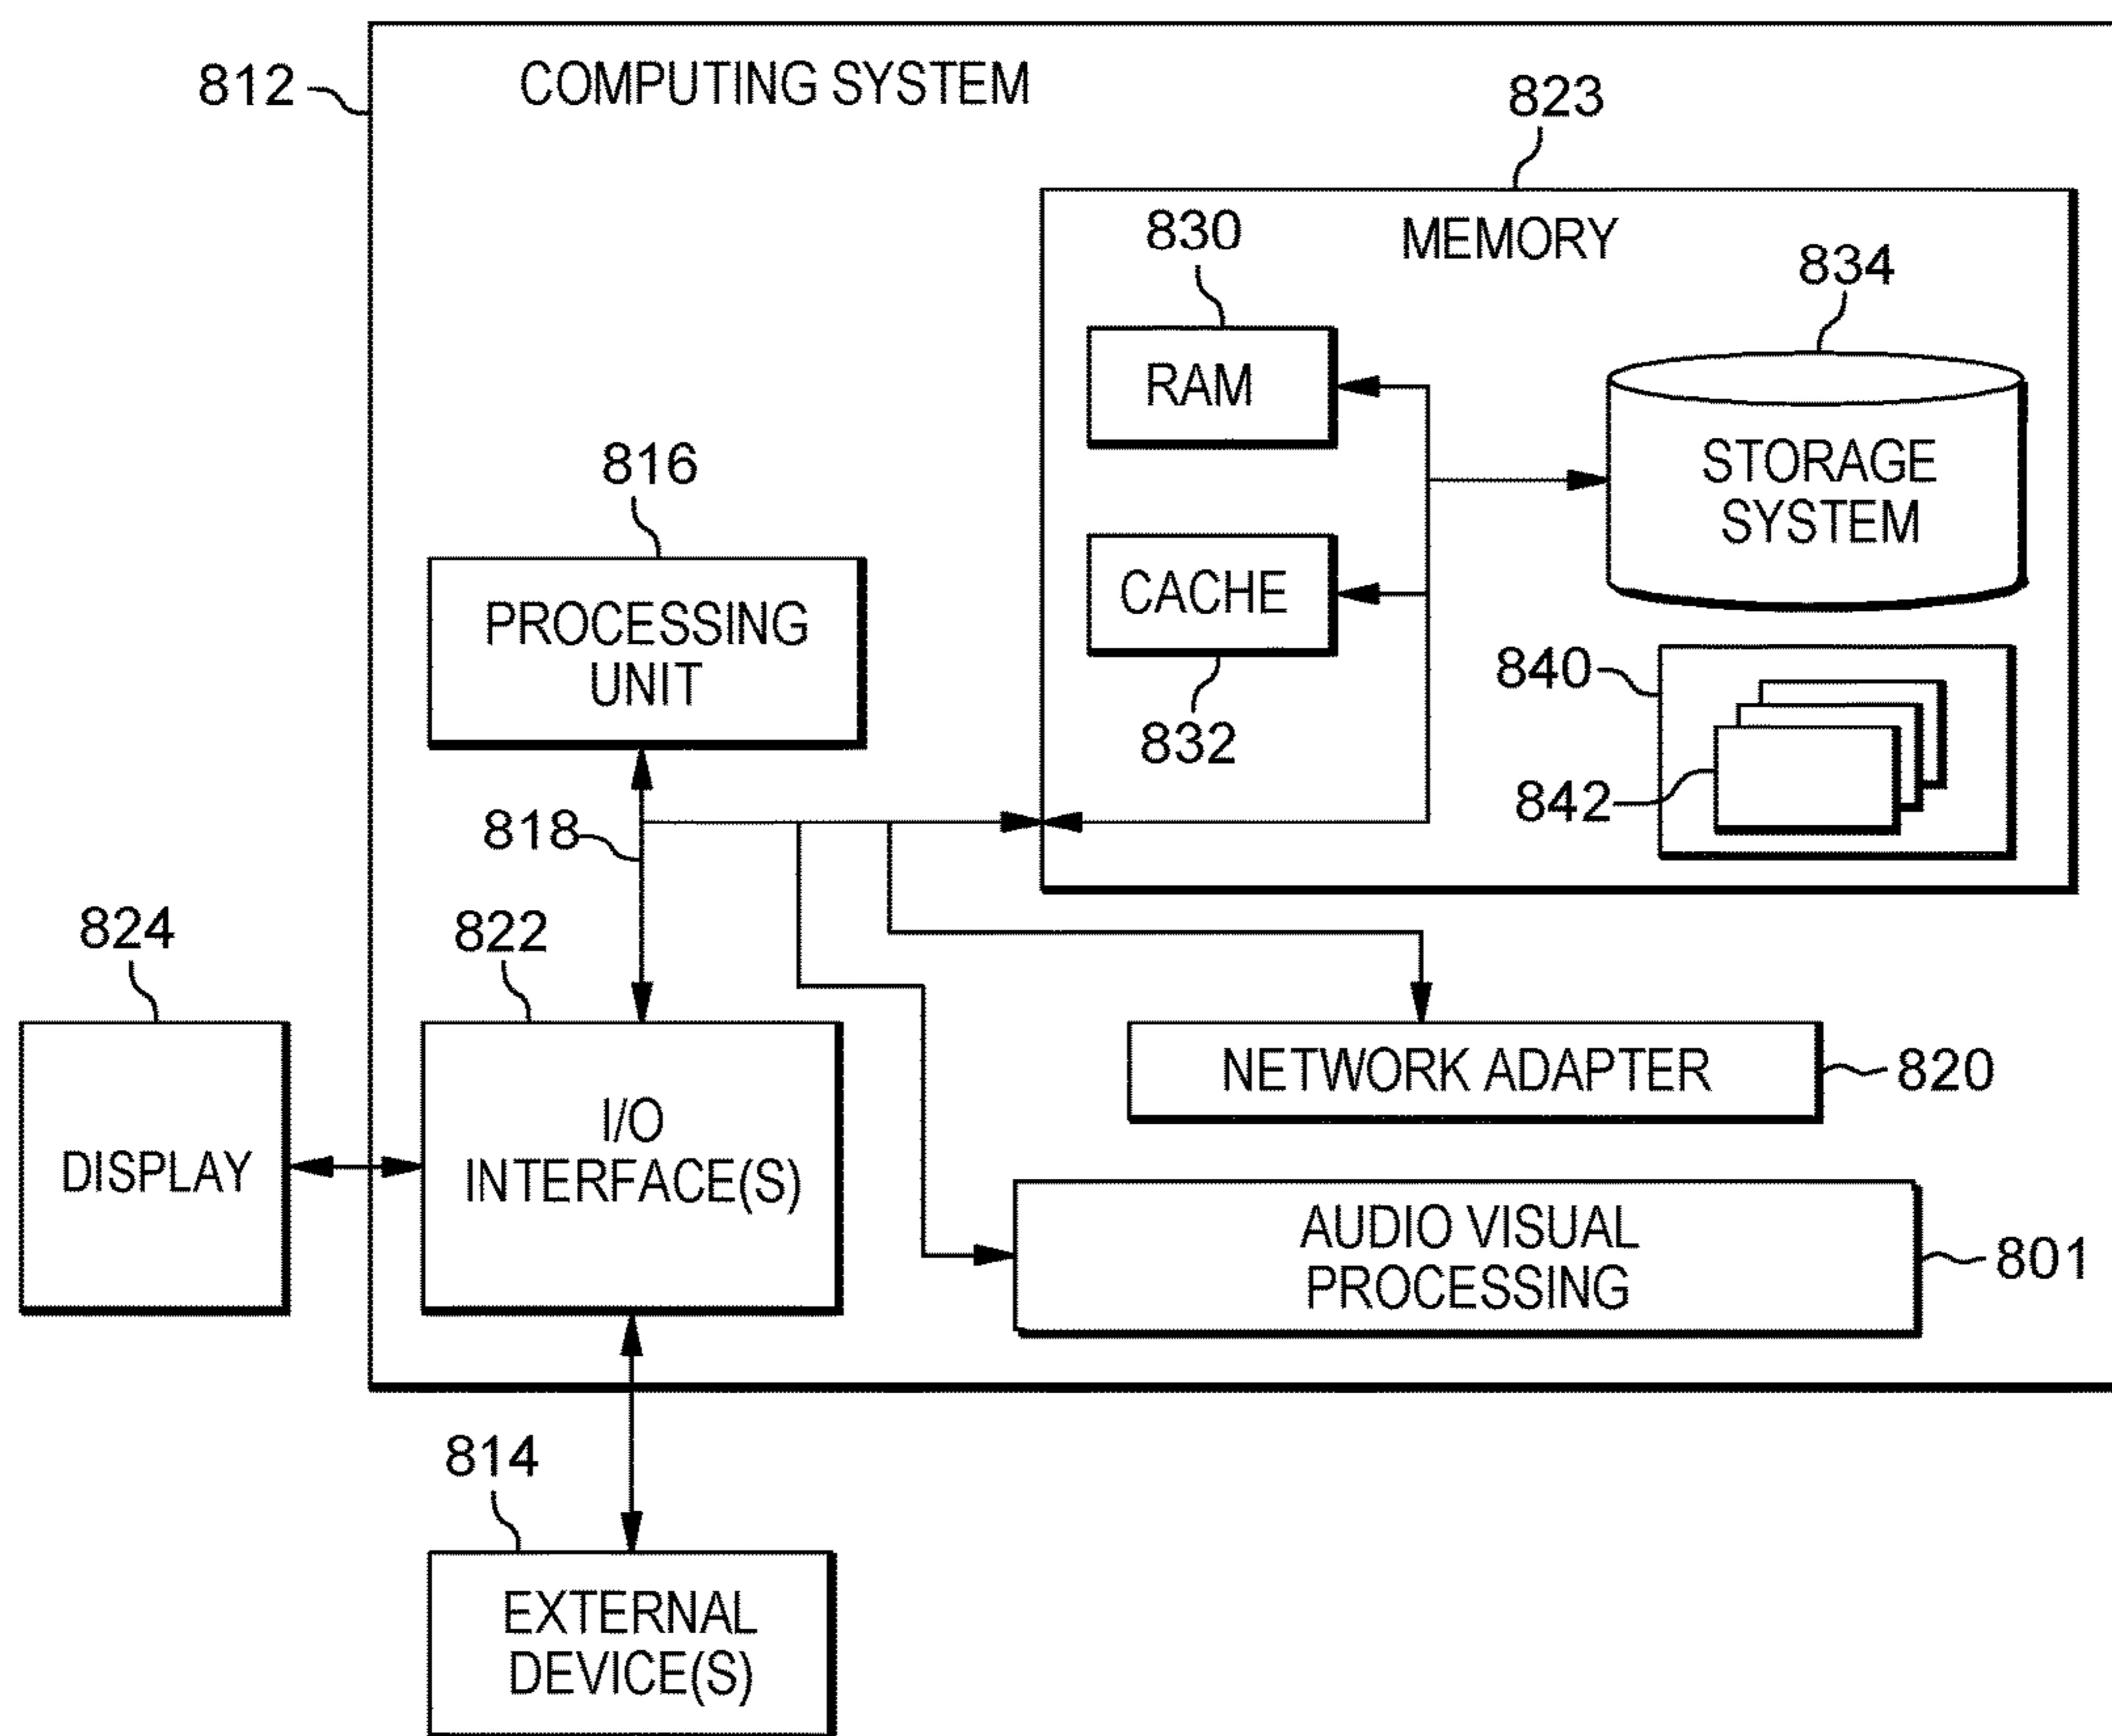 812
COMPUTING SYSTEM
823
MEMORY
830
834
RAM
STORAGE
SYSTEM
816
PROCESSING
UNIT
CACHE
832
840
842
818
824
822
DISPLAY
I/O
INTERFACE(S)
NETWORK ADAPTER
820
AUDIO VISUAL
PROCESSING
801
814
EXTERNAL
DEVICE(S)